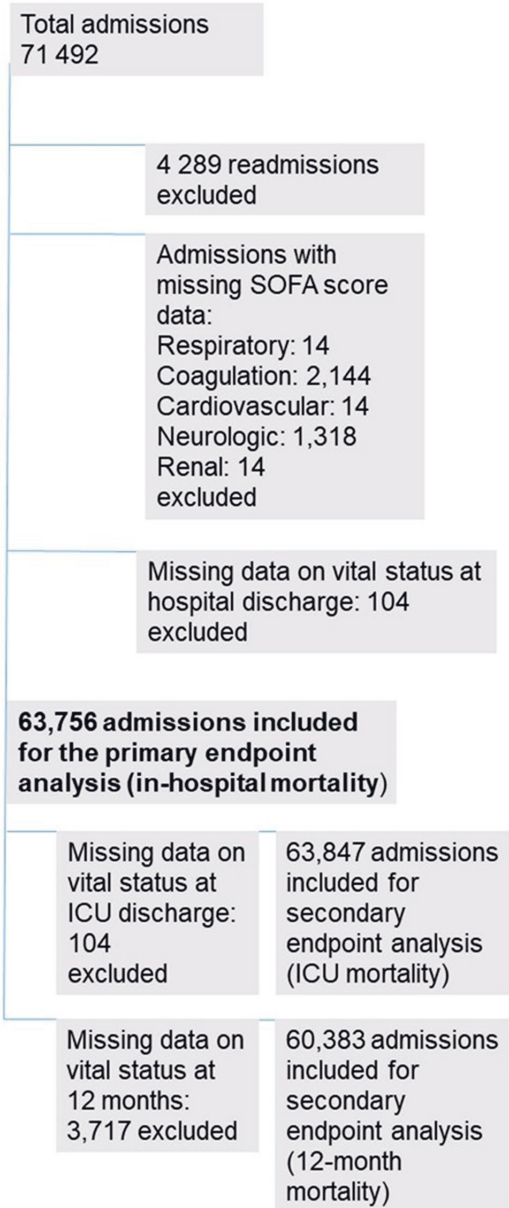 Total admissions
71 492
4 289 readmissions
excluded
Admissions with
missing SOFA score
data:
Respiratory: 14
Coagulation: 2,144
Cardiovascular: 14
Neurologic: 1,318
Renal: 14
excluded
Missing data on vital status at
hospital discharge: 104
excluded
63,756 admissions included
for the primary endpoint
analysis (in-hospital mortality)
Missing data on
vital status at
ICU discharge:
104
excluded
63,847 admissions
included for
secondary
endpoint analysis
(ICU mortality)
Missing data on
vital status at
12 months:
3,717 excluded
60,383 admissions
included for
secondary
endpoint analysis
(12-month
mortality)